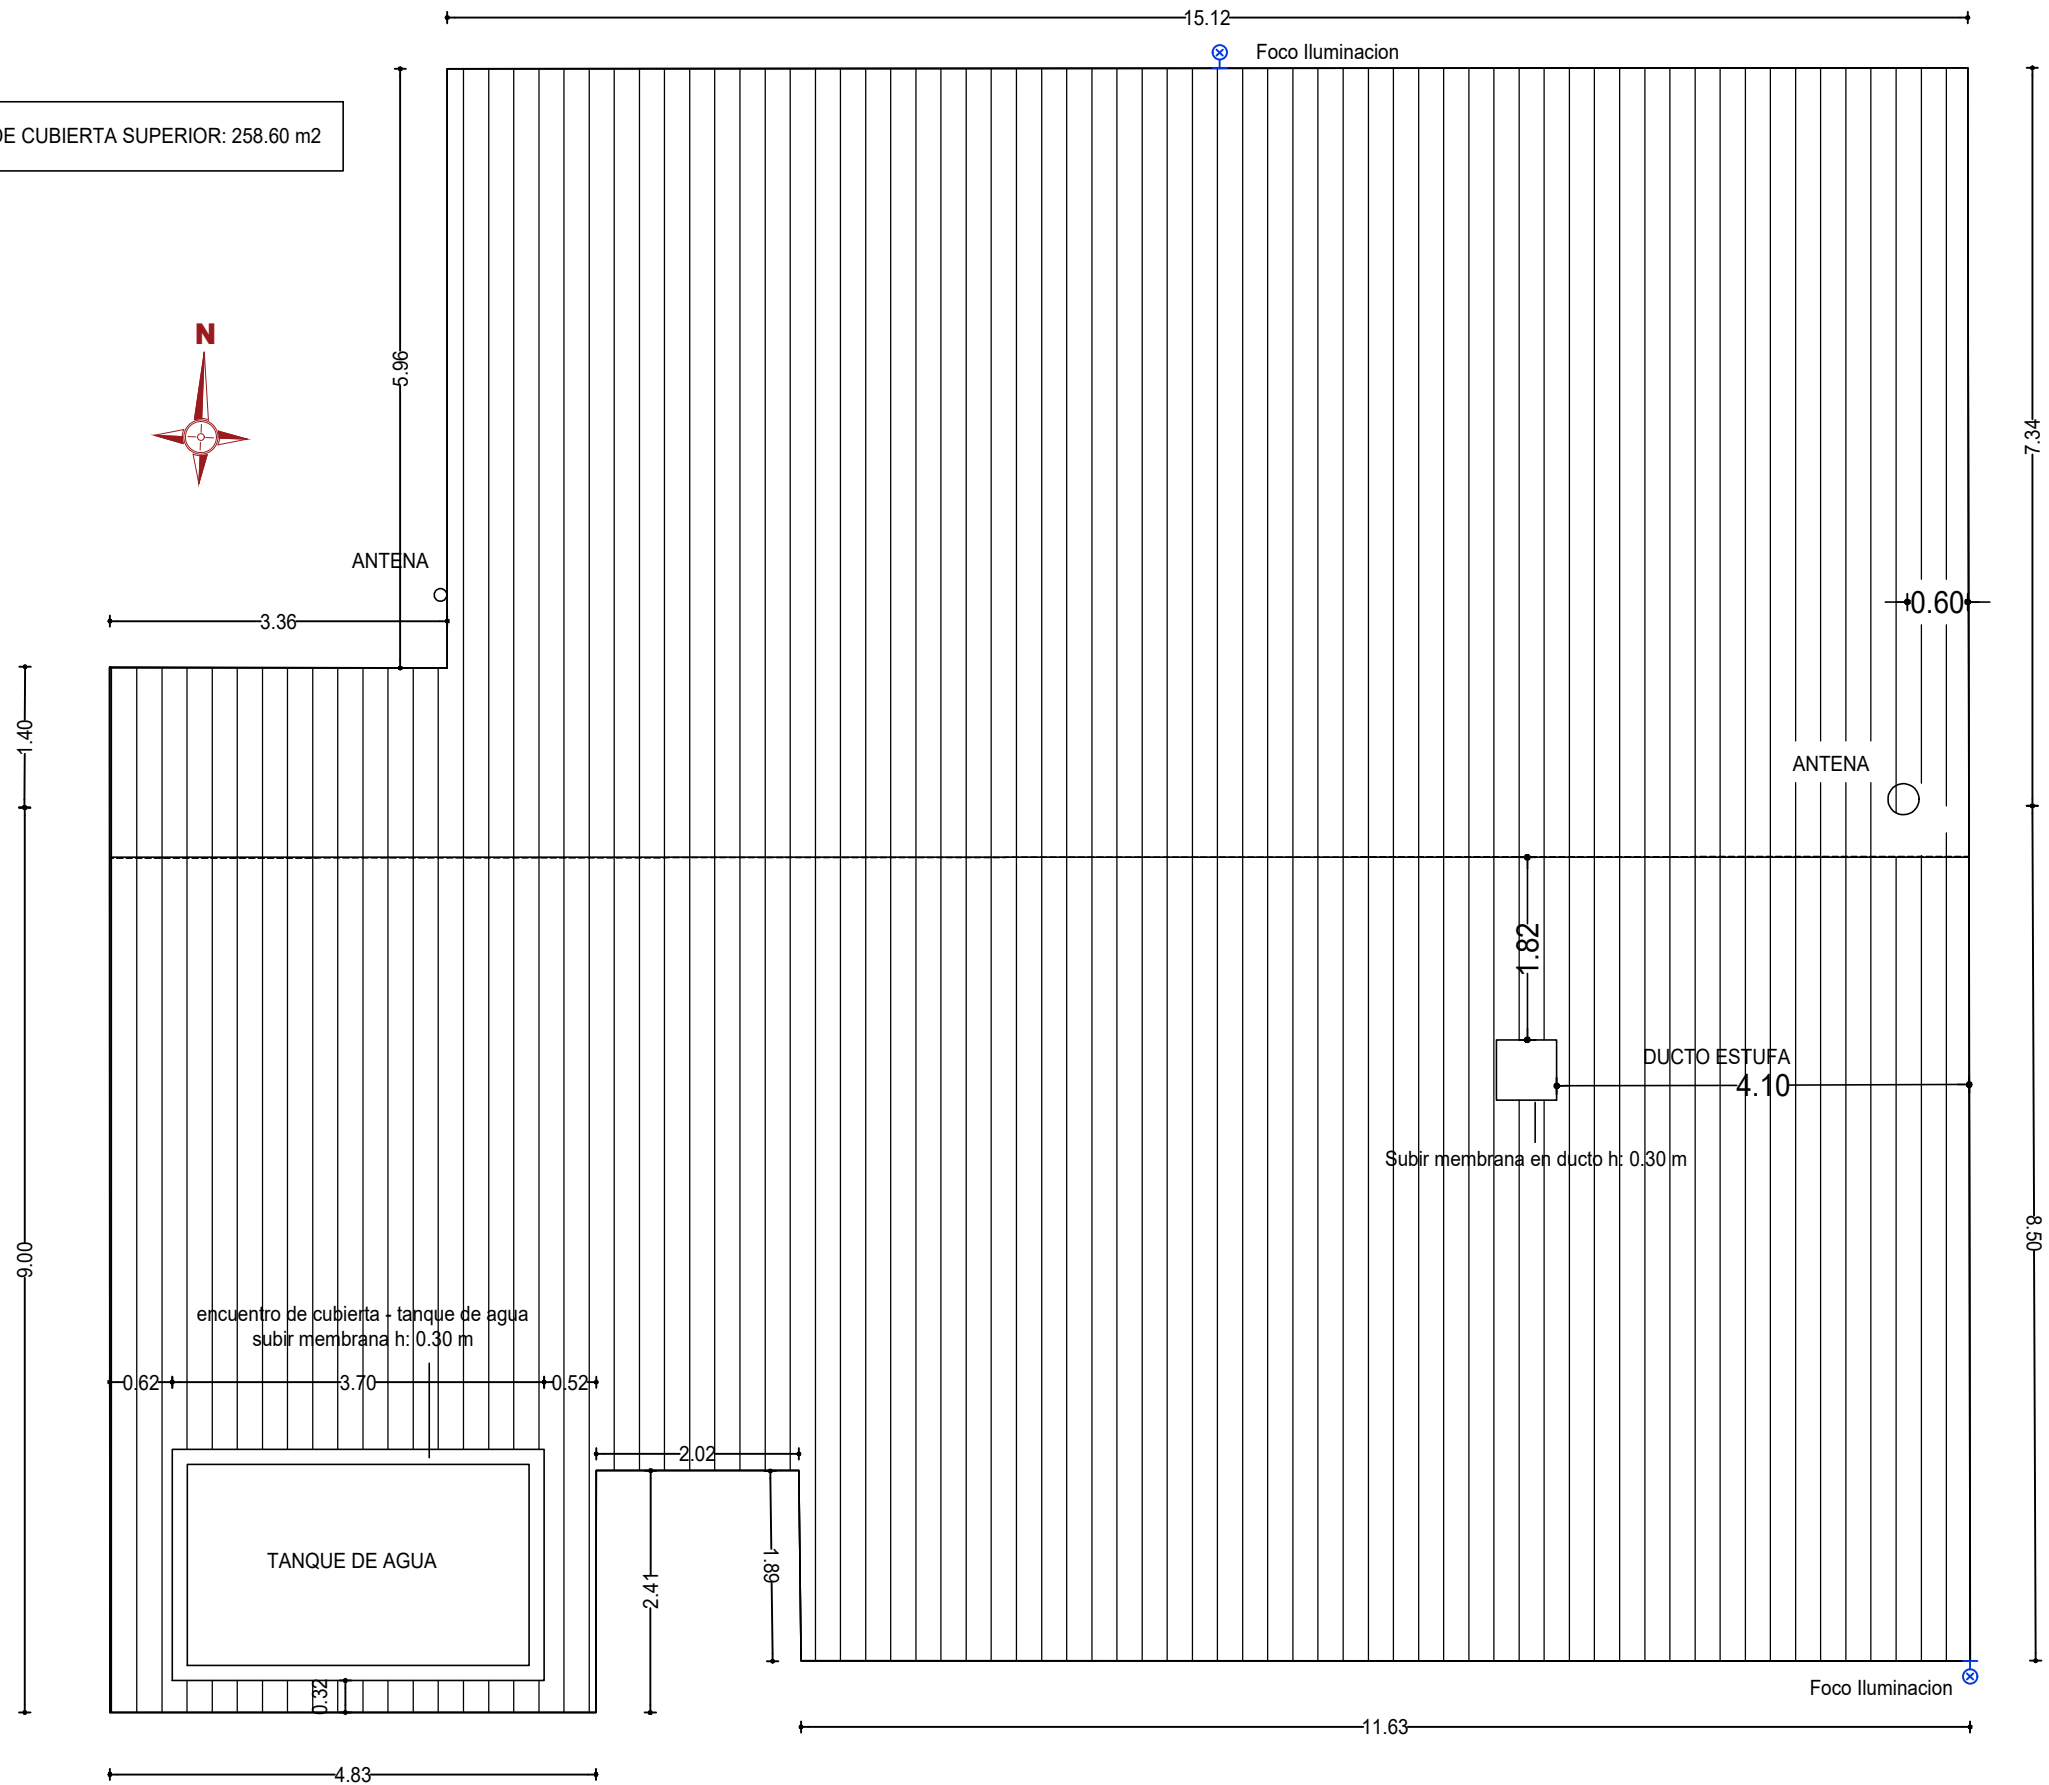 15.12
Foco Iluminacion
DE CUBIERTA SUPERIOR: 258.60 m2
N
5.96
7.34
ANTENA
0.60
3.36
1.40
ANTENA
1.82
DUCTO ESTUFA
4.10
Subir membrana en ducto h: 0.30 m
9.00
8.50
encuentro de cubierta - tanque de agua
subir membrana h: 0.30 m
0.62
3.70
0.52
2.02
TANQUE DE AGUA
2.41
1.89
0.32
Foco Iluminacion
11.63
4.83